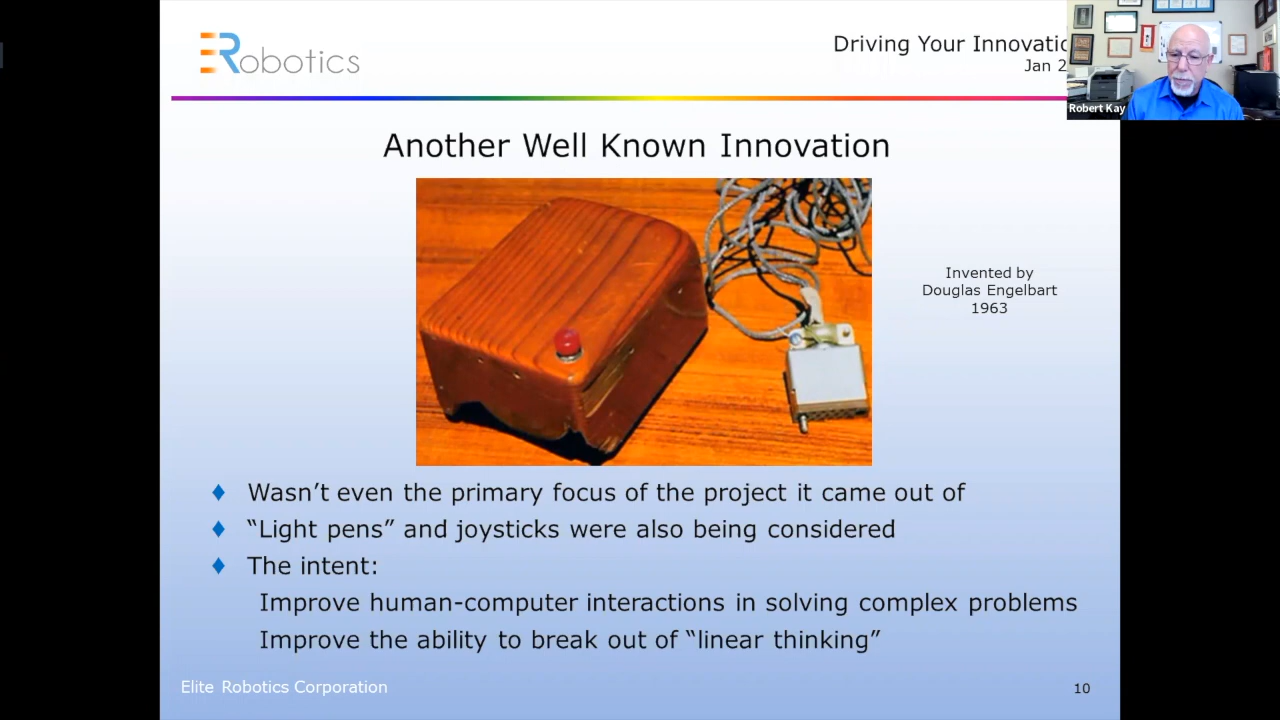 ERobotics
Driving Your Innovatio
Jan 2
Robert Kay
Another Well Known Innovation
Invented by
Douglas Engelbart
1963
♦ Wasn't even the primary focus of the project it came out of
♦ “Light pens” and joysticks were also being considered
♦ The intent:
Improve human-computer interactions in solving complex problems
Improve the ability to break out of “linear thinking”
Elite Robotics Corporation
10